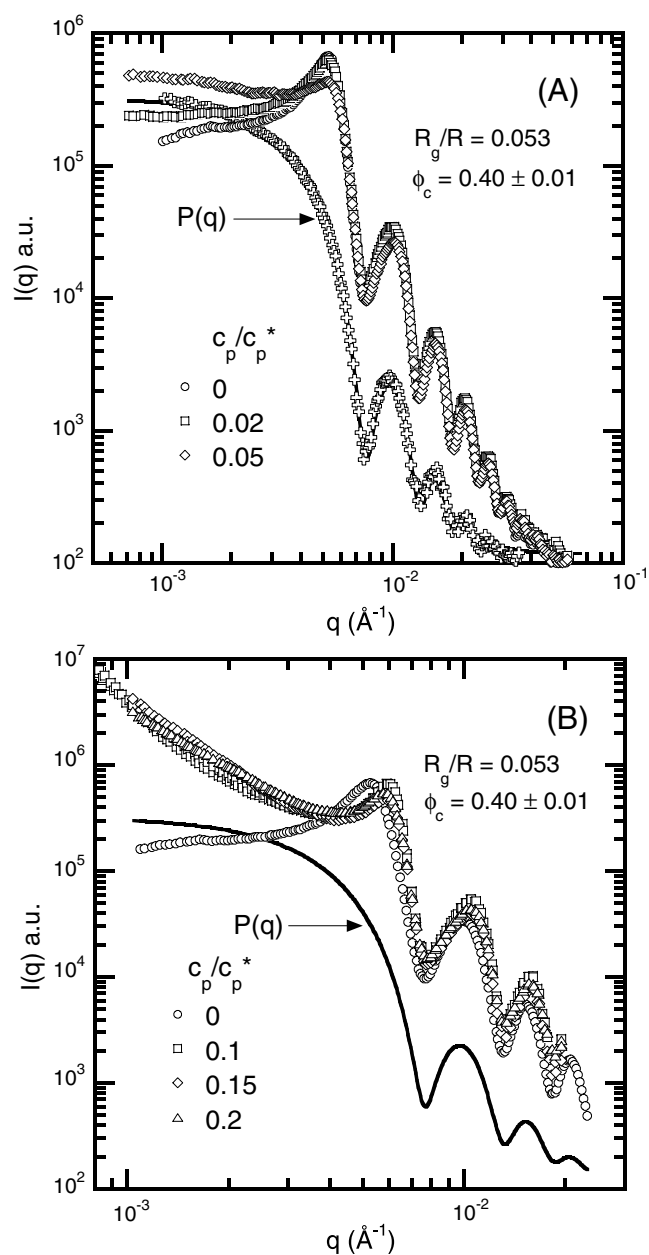 10^6
(A)
R_g/R = 0.053
ϕ_c = 0.40 ± 0.01
10^5
P(q)
I(q) a.u.
10^4
c_p/c_p^*
0
0.02
0.05
10^3
10^2
10^-3 10^-2 10^-1
q (Å^-1)
10^7
(B)
10^6
R_g/R = 0.053
ϕ_c = 0.40 ± 0.01
10^5
P(q)
I(q) a.u.
10^4
c_p/c_p^*
0
0.1
0.15
0.2
10^3
10^2
10^-3 10^-2
q (Å^-1)